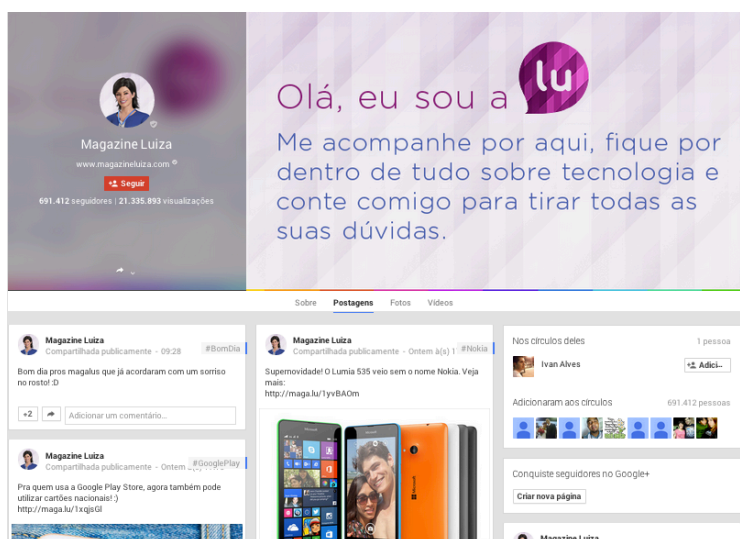 Olá, eu sou a lu
Me acompanhe por aqui, fique por
dentro de tudo sobre tecnologia e
conte comigo para tirar todas as
suas dúvidas.
Magazine Luiza
www.magazineluiza.com
Seguir
691.412 seguidores | 21.335.893 visualizações
Sobre Postagens Fotos Vídeos
Magazine Luiza
Compartilhada publicamente - 09:28 #BomDia
Bom dia pros magalus que já acordaram com um sorriso
no rosto! :D
+2 Adicionar um comentário...
Magazine Luiza
Compartilhada publicamente - Ontem #GooglePlay
Pra quem usa a Google Play Store, agora também pode
utilizar cartões nacionais! :)
http://maga.lu/1xqjsGl
Magazine Luiza
Compartilhada publicamente - Ontem à(s) 1 #Nokia
Supernovidade! O Lumia 535 veio sem o nome Nokia. Veja
mais:
http://maga.lu/1yvBAOm
Microsoft
Nos círculos deles 1 pessoa
Ivan Alves Adici...
Adicionaram aos círculos 691.412 pessoas
Conquiste seguidores no Google+
Criar nova página
Magazine Luiza